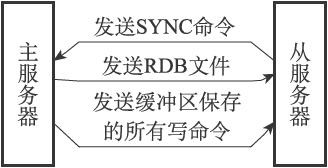 主服务器
发送SYNC命令
发送RDB文件
发送缓冲区保存
的所有写命令
从服务器